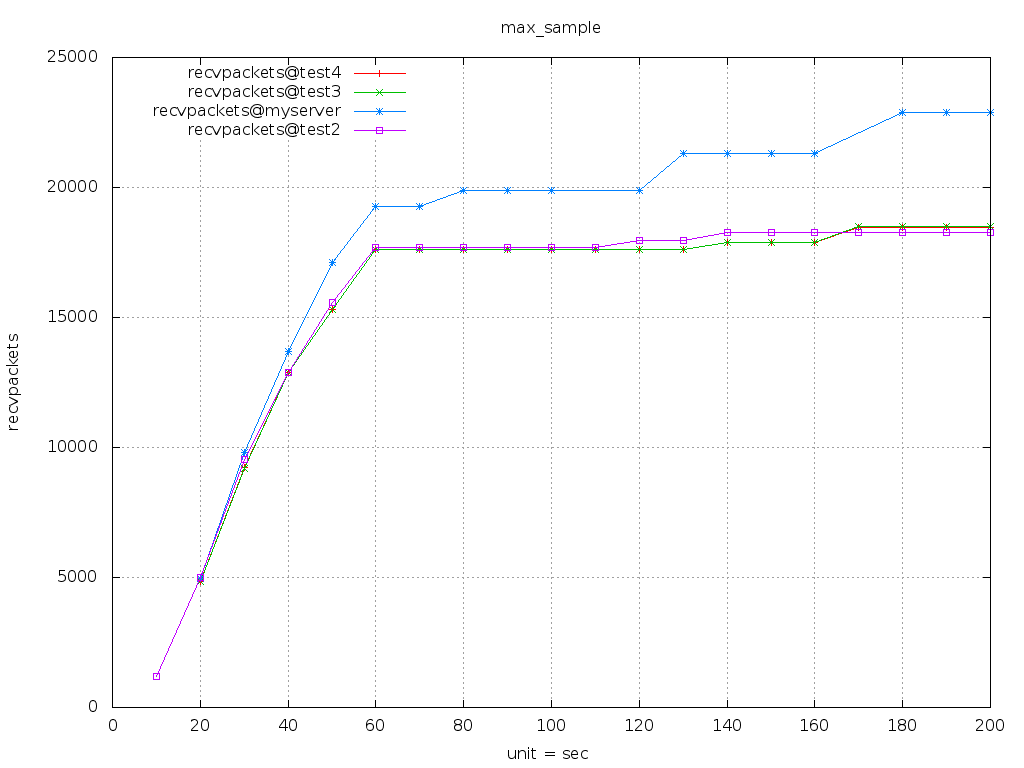 max_sample
25000
20000
15000
10000
5000
0
recvpackets
recvpackets@test4
recvpackets@test3
recvpackets@myserver
recvpackets@test2
0 20 40 60 80 100 120 140 160 180 200
unit = sec